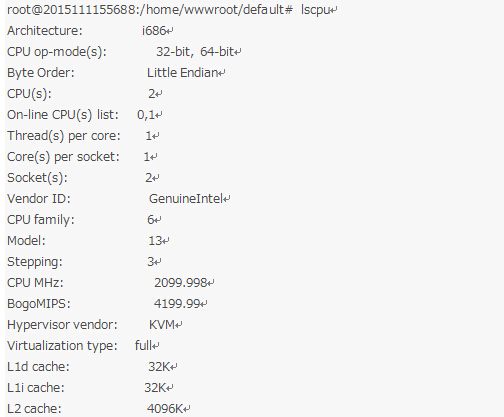 root@2015111155688:/home/wwwroot/default# lscpu↵
Architecture: i686↵
CPU op-mode(s): 32-bit, 64-bit↵
Byte Order: Little Endian↵
CPU(s): 2↵
On-line CPU(s) list: 0,1↵
Thread(s) per core: 1↵
Core(s) per socket: 1↵
Socket(s): 2↵
Vendor ID: GenuineIntel↵
CPU family: 6↵
Model: 13↵
Stepping: 3↵
CPU MHz: 2099.998↵
BogoMIPS: 4199.99↵
Hypervisor vendor: KVM↵
Virtualization type: full↵
L1d cache: 32K↵
L1i cache: 32K↵
L2 cache: 4096K↵